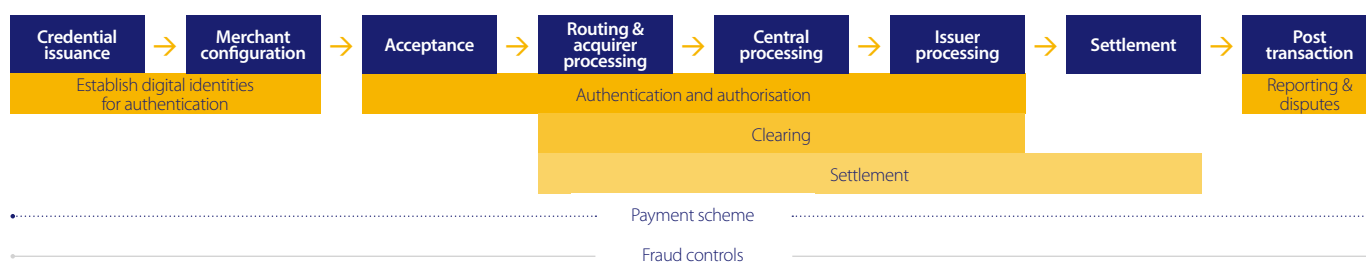 Credential
issuance
Merchant
configuration
Acceptance
Routing &
acquirer
processing
Central
processing
Issuer
processing
Settlement
Post
transaction
Establish digital identities
for authentication
Authentication and authorisation
Reporting &
disputes
Clearing
Settlement
Payment scheme
Fraud controls